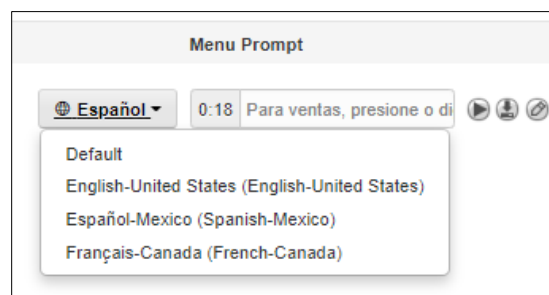 Menu Prompt
Español 0:18 Para ventas, presione o di
Default
English-United States (English-United States)
Español-Mexico (Spanish-Mexico)
Français-Canada (French-Canada)